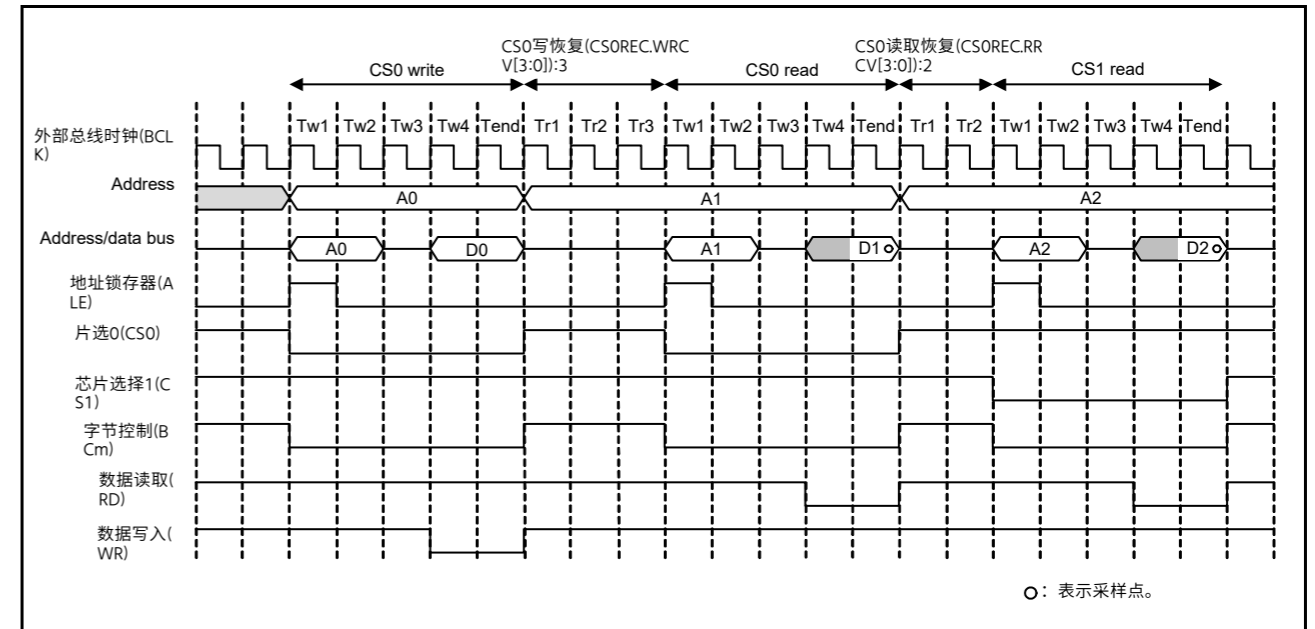 CS0写恢复(CS0REC.WRC
V[3:0]):3
CS0读取恢复(CS0REC.RR
CV[3:0]):2
CS0 write
CS0 read
CS1 read
外部总线时钟(BCL
K)
Tw1 Tw2 Tw3 Tw4 Tend Tr1 Tr2 Tr3 Tw1 Tw2 Tw3 Tw4 Tend Tr1 Tr2 Tw1 Tw2 Tw3 Tw4 Tend
Address
A0 A1 A2
Address/data bus
A0 D0 A1 D1 A2 D2
地址锁存器(A
LE)
片选0(CS0)
芯片选择1(C
S1)
字节控制(B
Cm)
数据读取(
RD)
数据写入(
WR)
：表示采样点。